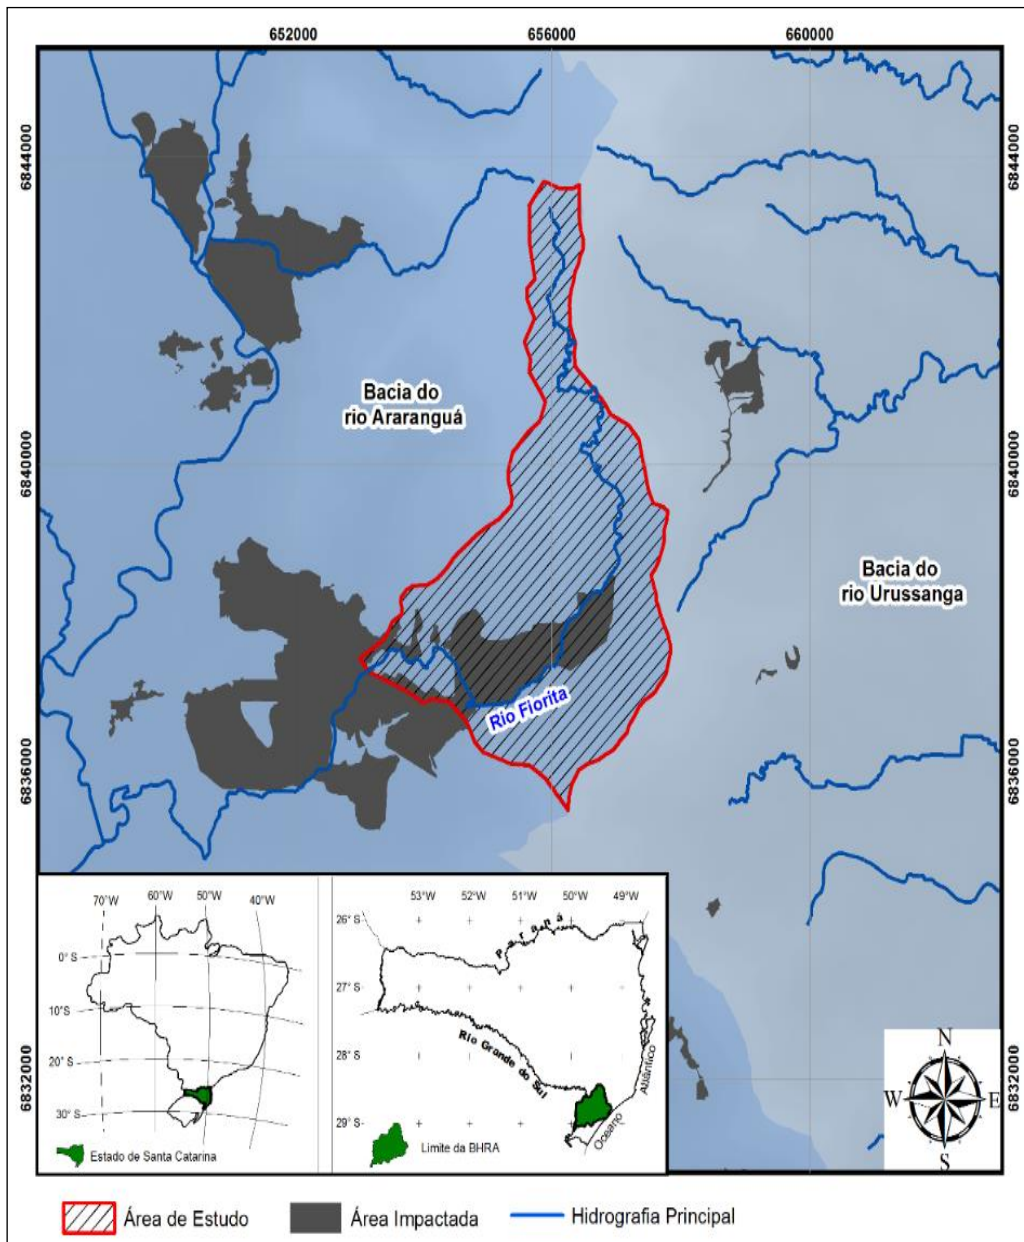 652000 656000 660000
6844000 6844000
Bacia do
rio Araranguá
6840000 6840000
Bacia do
rio Urussanga
Rio Fiorita
6836000 6836000
70°W 60°W 50°W 40°W
0° S
10°S
20°S
30°S
Estado de Santa Catarina
53°W 52°W 51°W 50°W 49°W
26° S
Paraná
27° S
28° S
Rio Grande do Sul
29° S
Oceano Atlântico
Limite da BHRA
6832000 6832000
N
W E
S
Área de Estudo Área Impactada Hidrografia Principal